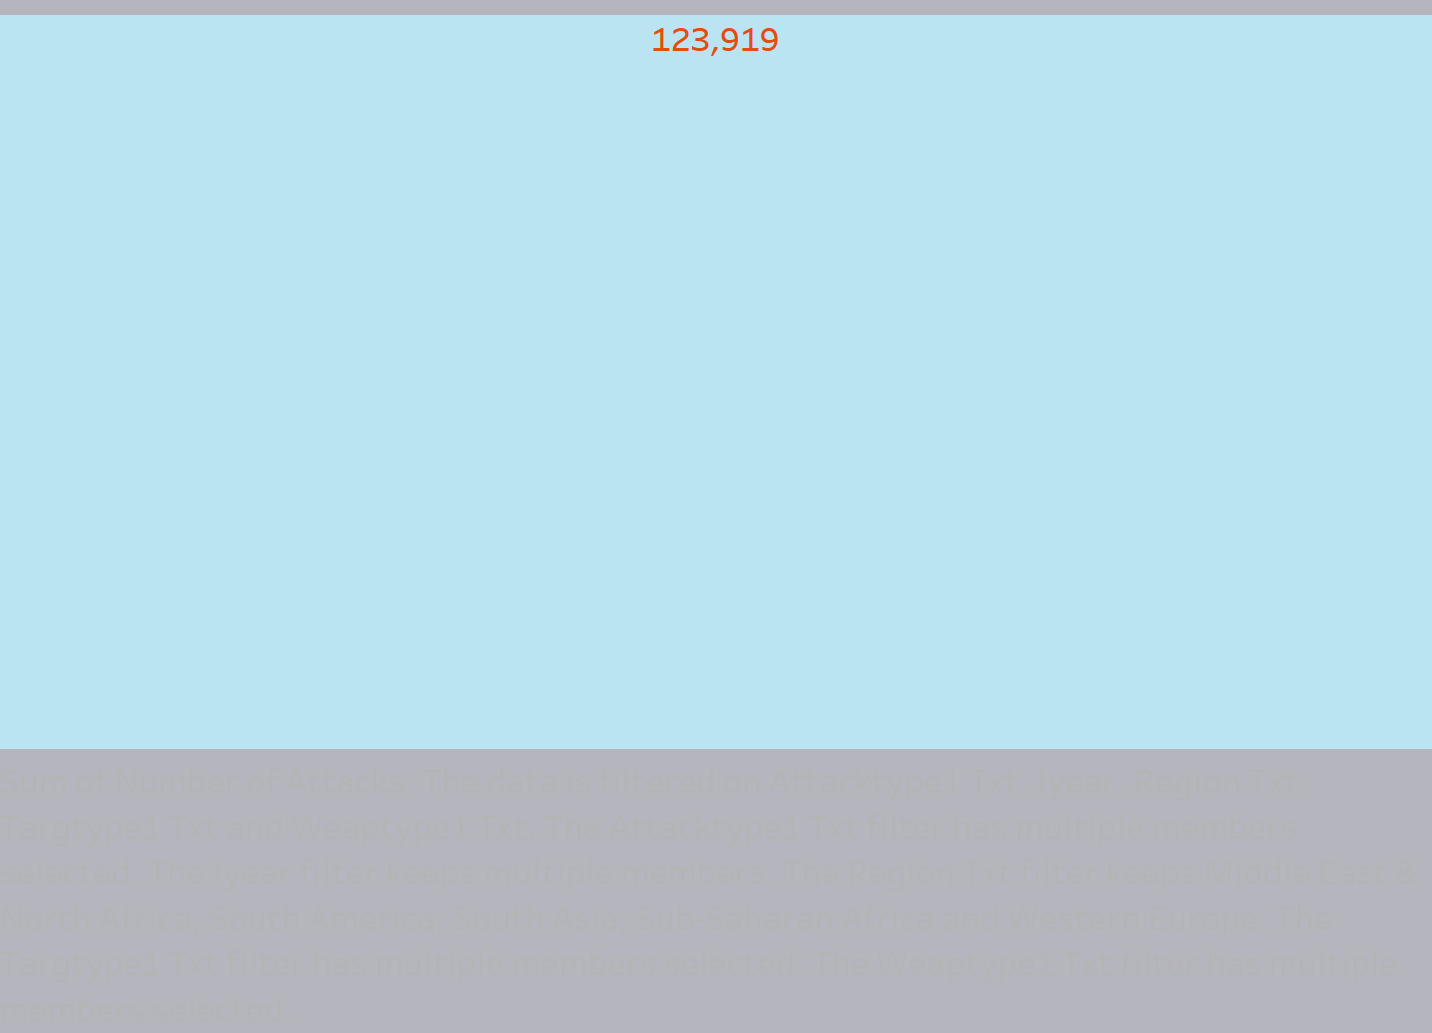 123,919
Sum of Number of Attacks. The data is filtered on Attacktype1 Txt, Iyear, Region Txt,
Targtype1 Txt and Weaptype1 Txt. The Attacktype1 Txt filter has multiple members
selected. The Iyear filter keeps multiple members. The Region Txt filter keeps Middle East &
North Africa, South America, South Asia, Sub-Saharan Africa and Western Europe. The
Targtype1 Txt filter has multiple members selected. The Weaptype1 Txt filter has multiple
members selected.